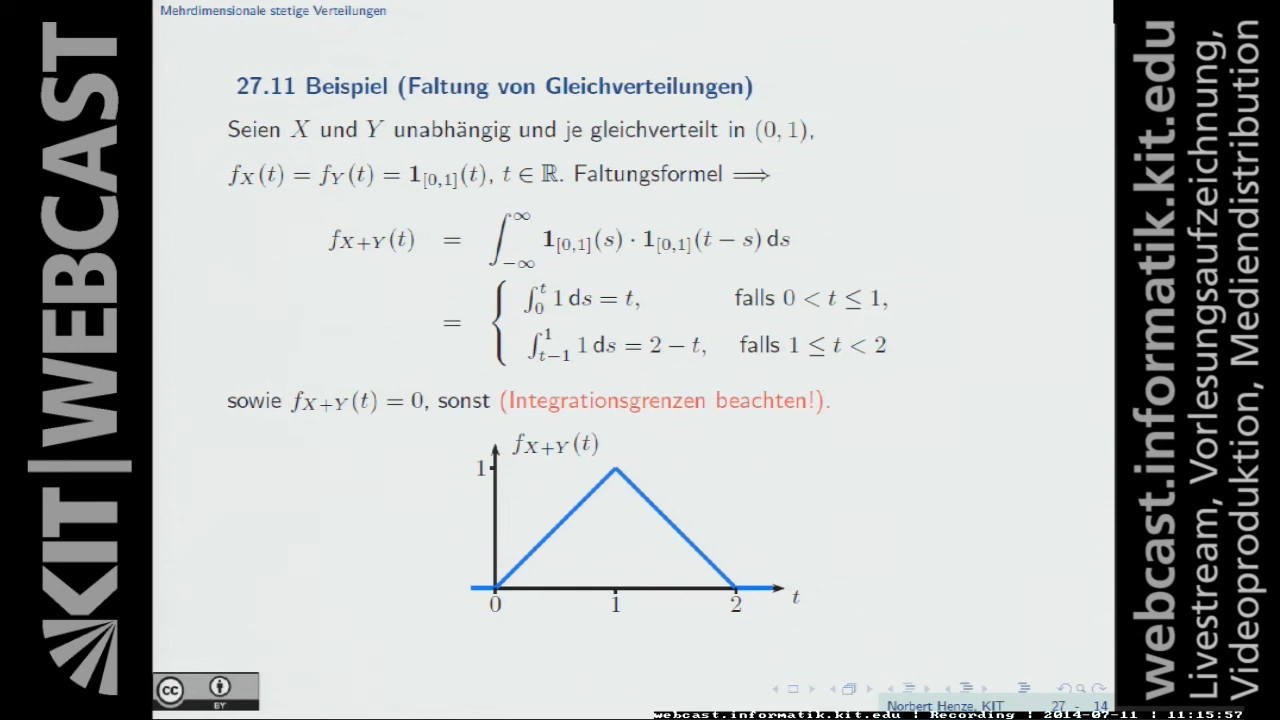 Mehrdimensionale stetige Verteilungen
27.11 Beispiel (Faltung von Gleichverteilungen)
Seien X und Y unabhängig und je gleichverteilt in (0, 1),
f_X(t) = f_Y(t) = 1_[0,1](t), t ∈ ℝ. Faltungsformel ⟹
f_{X+Y}(t) = ∫_{−∞}^{∞} 1_[0,1](s) · 1_[0,1](t − s) ds
= { ∫_0^t 1 ds = t, falls 0 < t ≤ 1,
∫_{t−1}^1 1 ds = 2 − t, falls 1 ≤ t < 2
sowie f_{X+Y}(t) = 0, sonst (Integrationsgrenzen beachten!).
f_{X+Y}(t)
1
0 1 2 t
Norbert Henze, KIT 27 - 14
webcast.informatik.kit.edu | Recording | 2014-07-11 | 11:15:57
cc BY
KIT | WEBCAST
webcast.informatik.kit.edu
Livestream, Vorlesungsaufzeichnung,
Videoproduktion, Mediendistribution